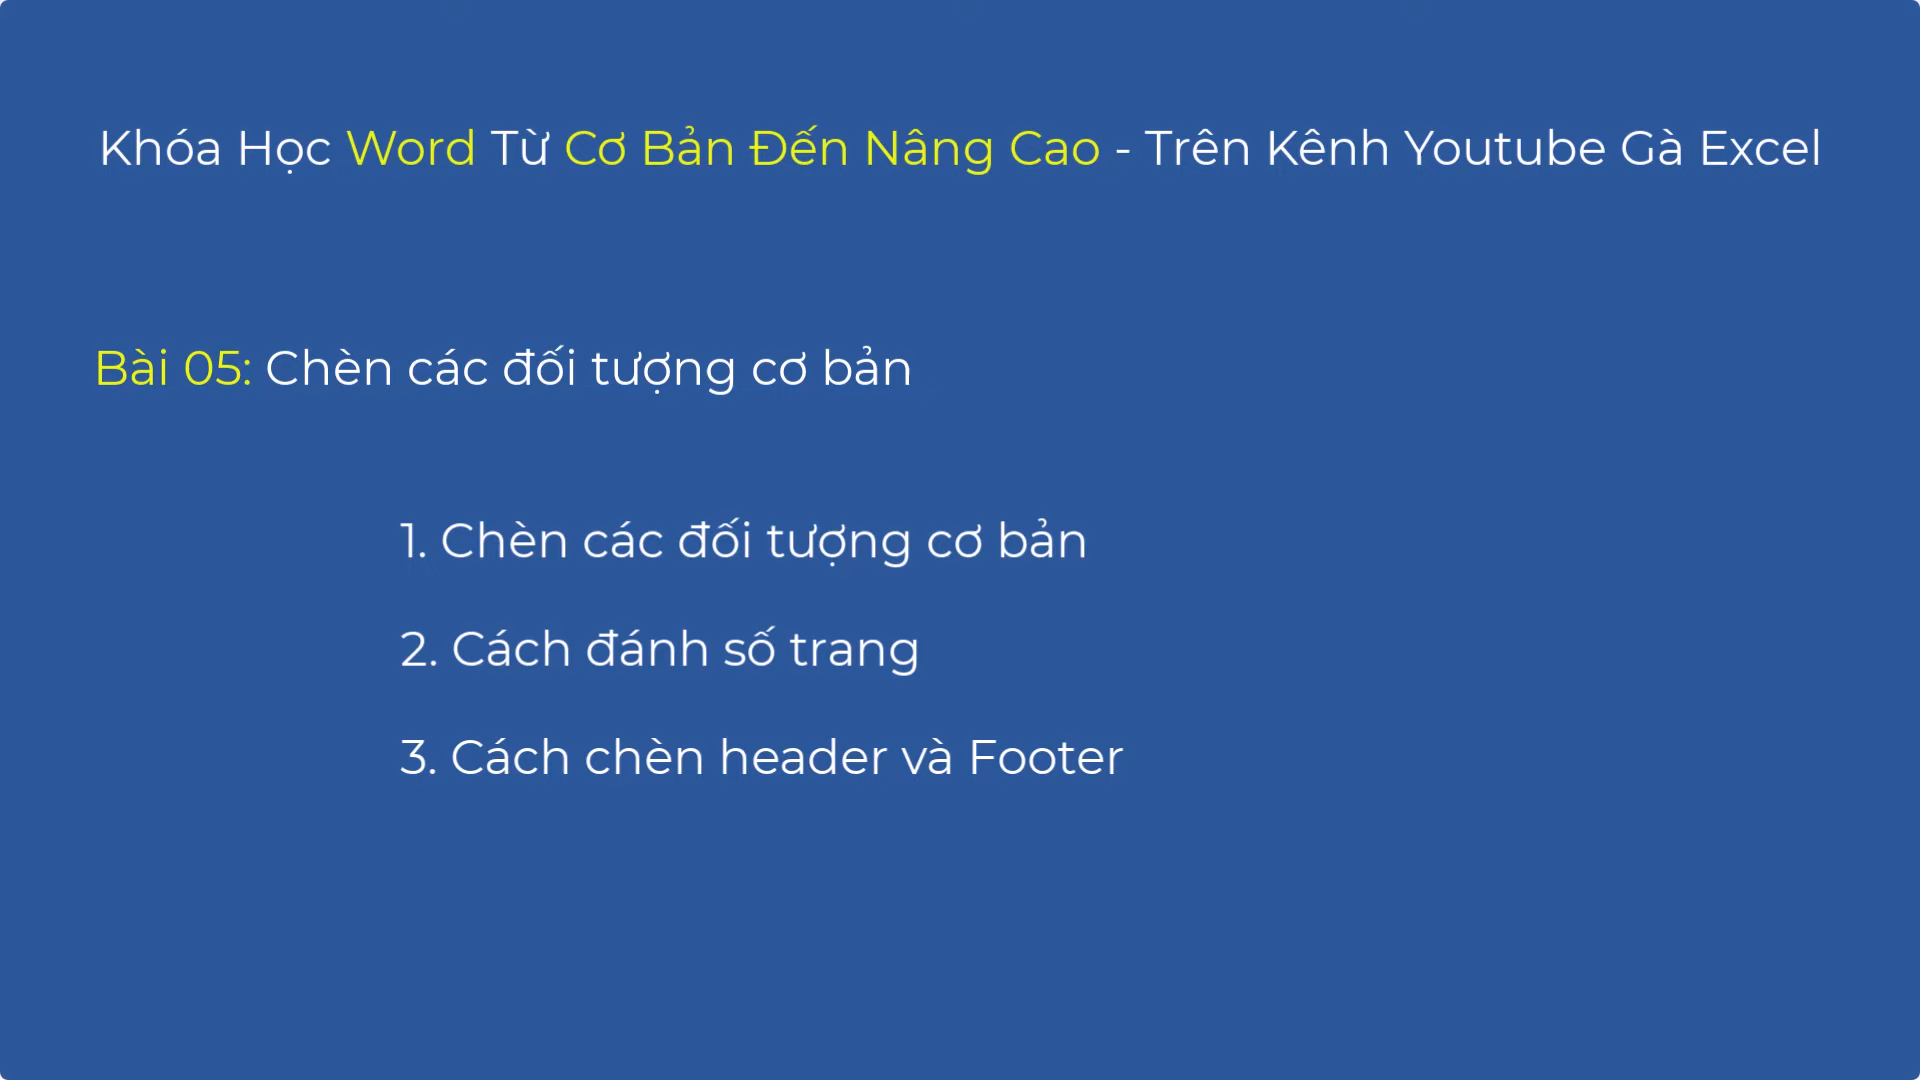 Khóa Học Word Từ Cơ Bản Đến Nâng Cao - Trên Kênh Youtube Gà Excel
Bài 05: Chèn các đối tượng cơ bản
1. Chèn các đối tượng cơ bản
2. Cách đánh số trang
3. Cách chèn header và Footer